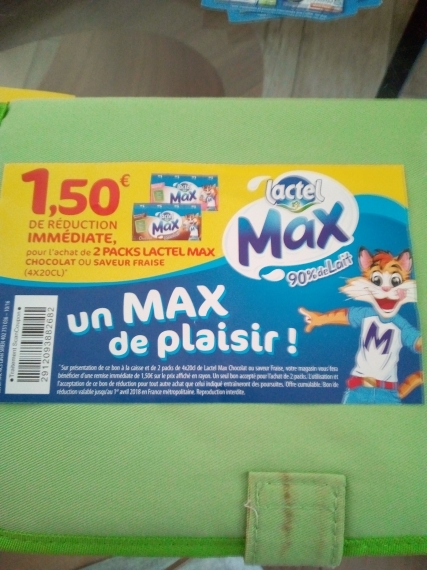 1,50€
DE RÉDUCTION
IMMÉDIATE,
pour l'achat de 2 PACKS LACTEL MAX
CHOCOLAT OU SAVEUR FRAISE
(4X20CL)*
lactel
Max
90% de Lait
un MAX
de plaisir !
M
2912093882682
*Sur présentation de ce bon à la caisse et de 2 packs de 4x20cl de Lactel Max Chocolat ou saveur Fraise, votre magasin vous fera
bénéficier d'une remise immédiate de 1,50€ sur le prix affiché en rayon. Un seul bon accepté pour l'achat de 2 packs. L'utilisation et
l'acceptation de ce bon de réduction pour tout autre achat que celui indiqué entraîneront des poursuites. Offre cumulable. Bon de
réduction valable jusqu'au 1er avril 2018 en France métropolitaine. Reproduction interdite.